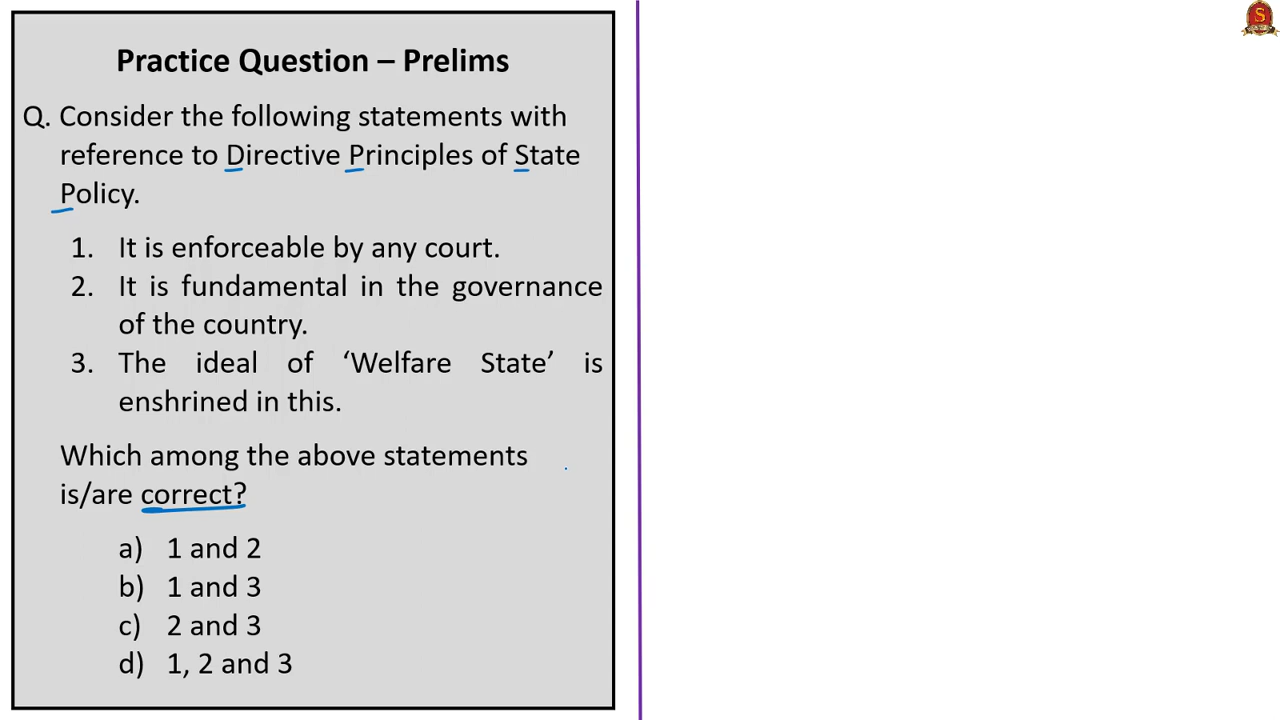 Practice Question – Prelims
Q. Consider the following statements with
reference to Directive Principles of State
Policy.
1. It is enforceable by any court.
2. It is fundamental in the governance
of the country.
3. The ideal of ‘Welfare State’ is
enshrined in this.
Which among the above statements
is/are correct?
a) 1 and 2
b) 1 and 3
c) 2 and 3
d) 1, 2 and 3
S